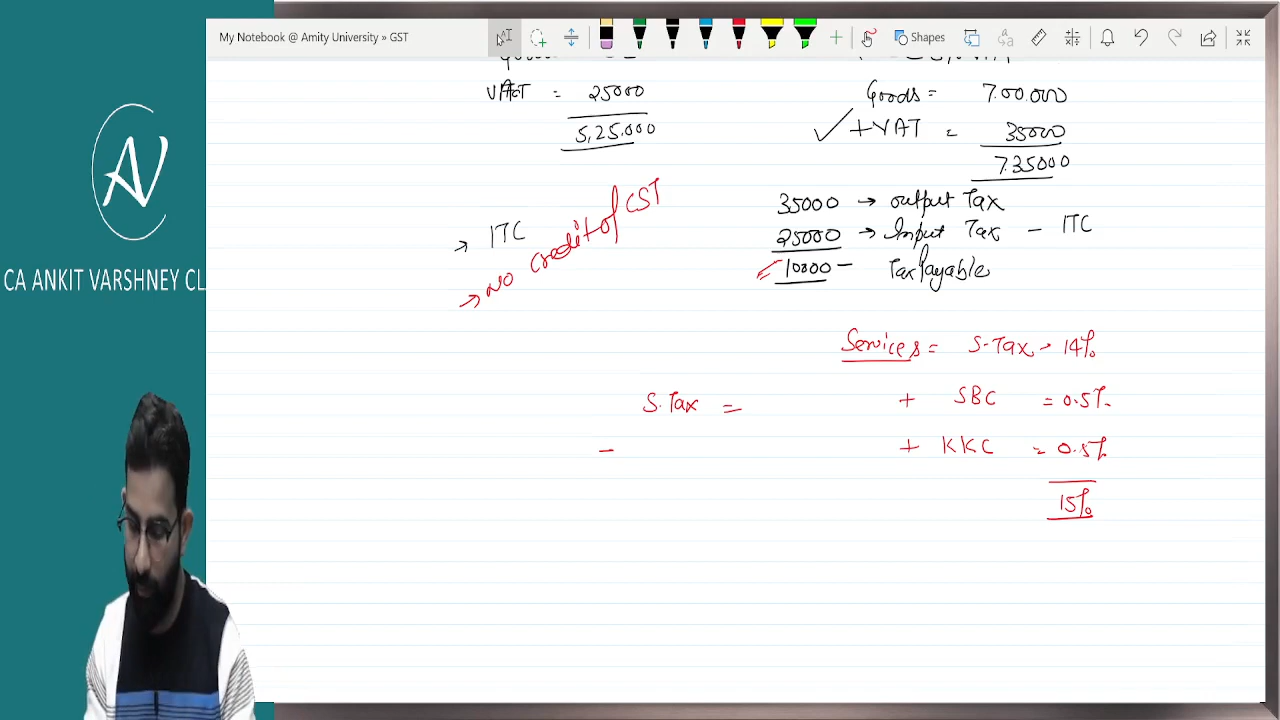 My Notebook @ Amity University » GST
Shapes
VAT = 25000
5,25,000
Goods = 7,00,000
+VAT = 35000
735000
35000 → output Tax
25000 → Input Tax - ITC
10000 - Tax payable
→ ITC
→ NO credit of CST
AV
CA ANKIT VARSHNEY CL
Services = S.Tax - 14%
S.Tax = + SBC = 0.5%
- + KKC = 0.5%
15%